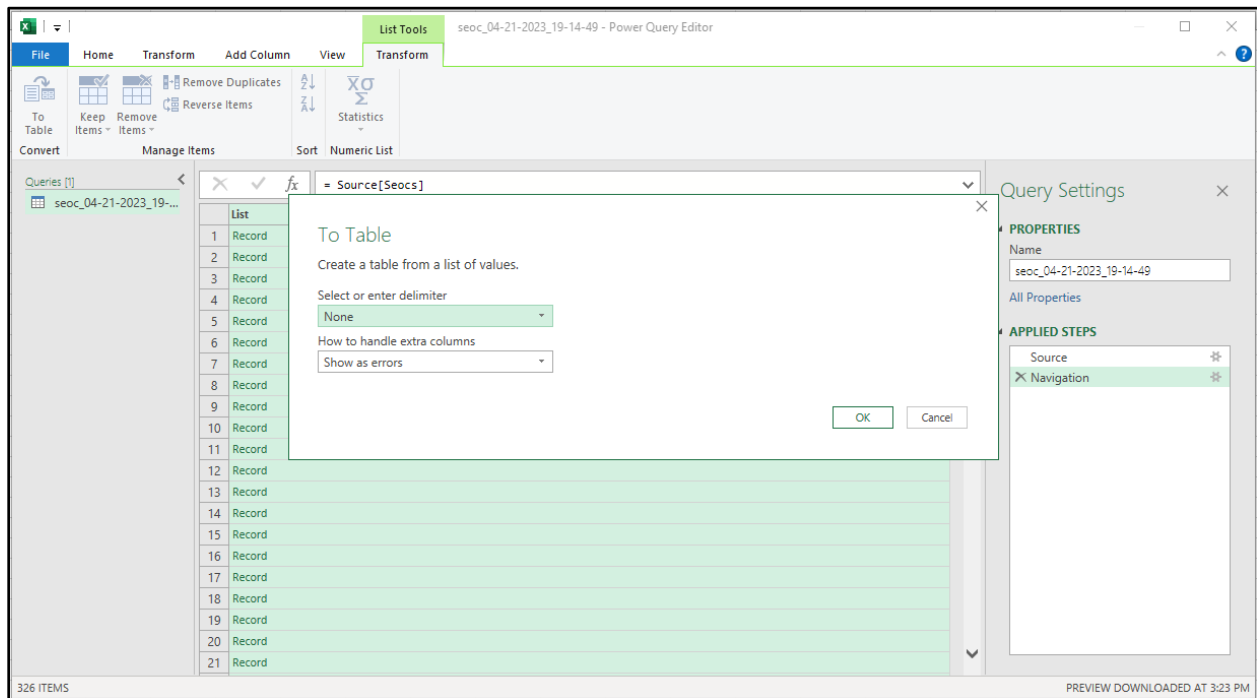 List Tools
seoc_04-21-2023_19-14-49 - Power Query Editor
File Home Transform Add Column View Transform
To Table
Keep Items
Remove Items
Remove Duplicates
Reverse Items
Statistics
Convert Manage Items Sort Numeric List
Queries [1]
seoc_04-21-2023_19-...
fx = Source[Seocs]
List
1 Record
2 Record
3 Record
4 Record
5 Record
6 Record
7 Record
8 Record
9 Record
10 Record
11 Record
12 Record
13 Record
14 Record
15 Record
16 Record
17 Record
18 Record
19 Record
20 Record
21 Record
To Table
Create a table from a list of values.
Select or enter delimiter
None
How to handle extra columns
Show as errors
OK Cancel
Query Settings
PROPERTIES
Name
seoc_04-21-2023_19-14-49
All Properties
APPLIED STEPS
Source
Navigation
326 ITEMS
PREVIEW DOWNLOADED AT 3:23 PM